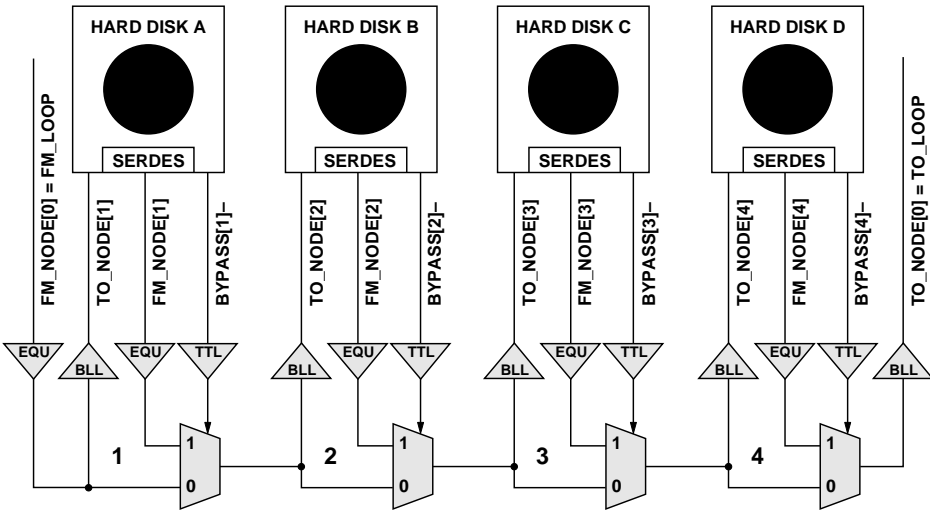 HARD DISK A
HARD DISK B
HARD DISK C
HARD DISK D
SERDES
SERDES
SERDES
SERDES
FM_NODE[0] = FM_LOOP
TO_NODE[1]
FM_NODE[1]
BYPASS[1]–
TO_NODE[2]
FM_NODE[2]
BYPASS[2]–
TO_NODE[3]
FM_NODE[3]
BYPASS[3]–
TO_NODE[4]
FM_NODE[4]
BYPASS[4]–
TO_NODE[0] = TO_LOOP
EQU
BLL
EQU
TTL
BLL
EQU
TTL
BLL
EQU
TTL
BLL
EQU
TTL
BLL
1
1
0
2
1
0
3
1
0
4
1
0